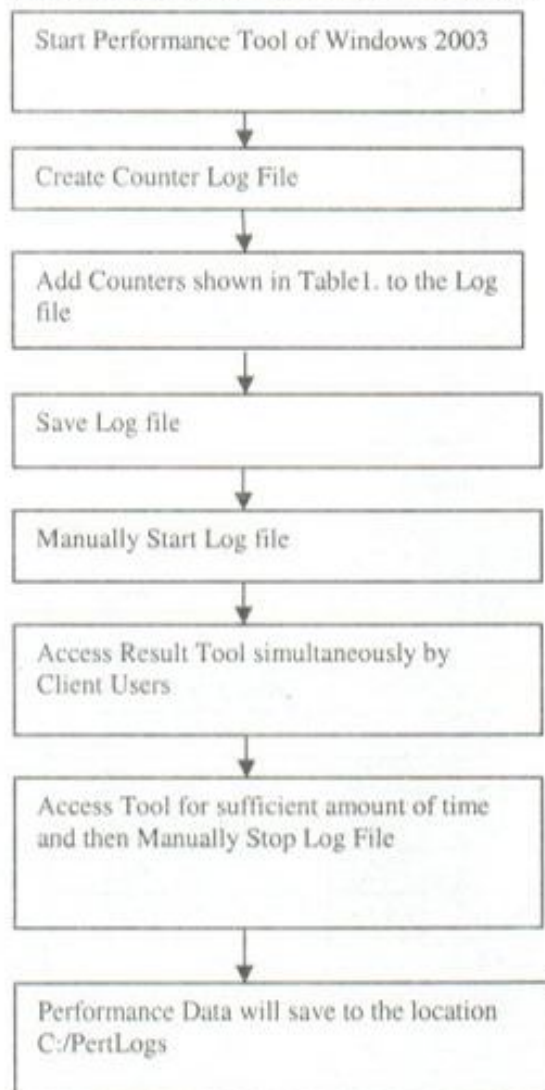 Start Performance Tool of Windows 2003
Create Counter Log File
Add Counters shown in Table1. to the Log
file
Save Log file
Manually Start Log file
Access Result Tool simultaneously by
Client Users
Access Tool for sufficient amount of time
and then Manually Stop Log File
Performance Data will save to the location
C:/PertLogs